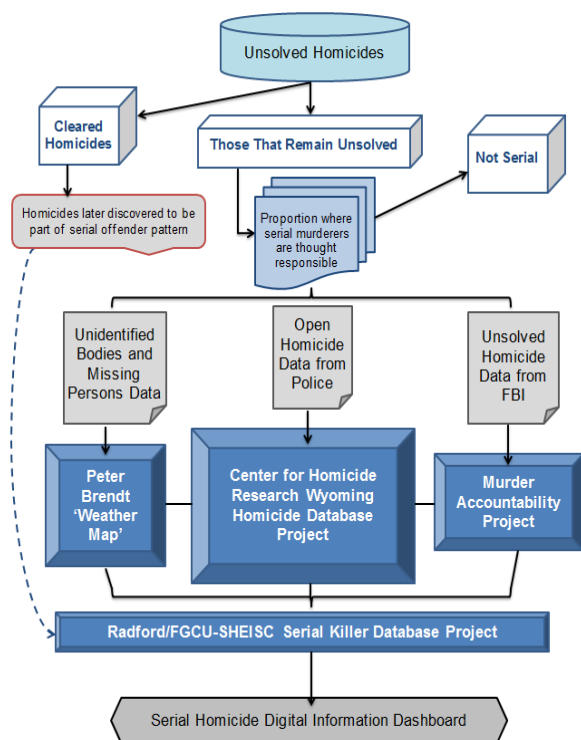 Unsolved Homicides
Cleared
Homicides
Those That Remain Unsolved
Not Serial
Homicides later discovered to be
part of serial offender pattern
Proportion where
serial murderers
are thought
responsible
Unidentified
Bodies and
Missing
Persons Data
Open
Homicide
Data from
Police
Unsolved
Homicide
Data from
FBI
Peter
Brendt
‘Weather
Map’
Center for Homicide
Research Wyoming
Homicide Database
Project
Murder
Accountability
Project
Radford/FGCU-SHEISC Serial Killer Database Project
Serial Homicide Digital Information Dashboard